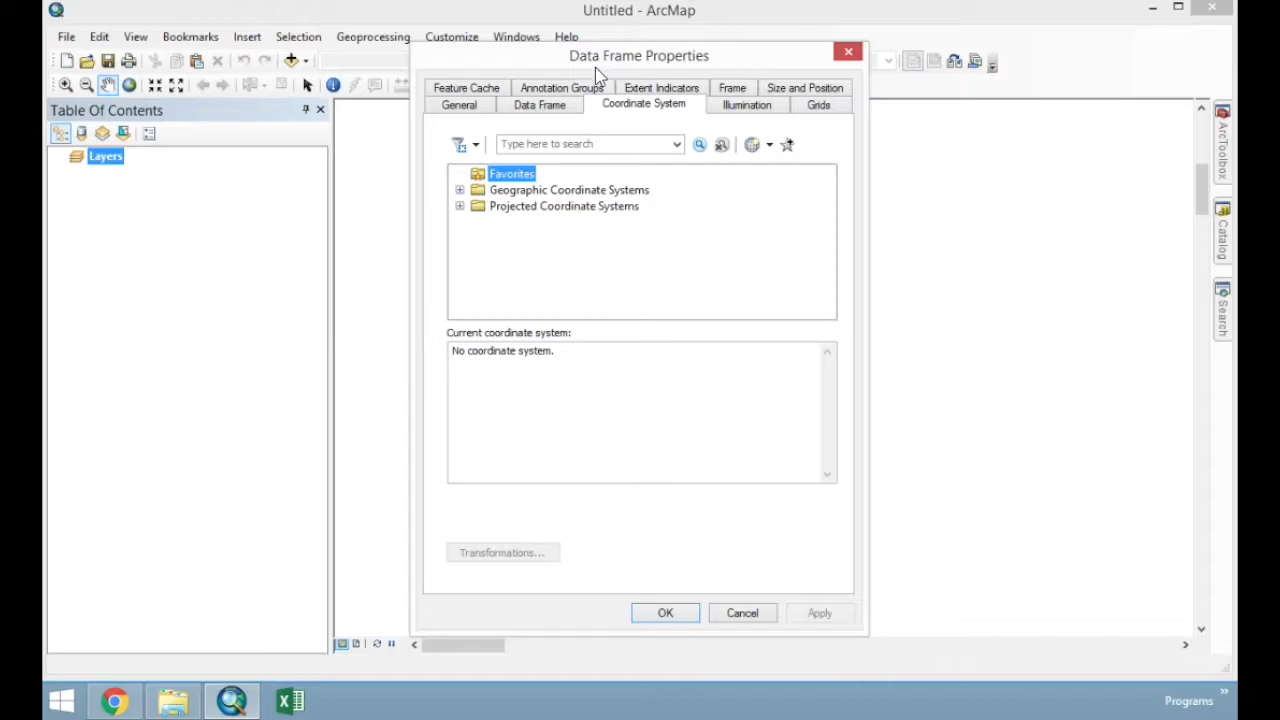 Untitled - ArcMap
File Edit View Bookmarks Insert Selection Geoprocessing Customize Windows Help
Data Frame Properties
Table Of Contents
Layers
Feature Cache Annotation Groups Extent Indicators Frame Size and Position
General Data Frame Coordinate System Illumination Grids
Type here to search
Favorites
Geographic Coordinate Systems
Projected Coordinate Systems
Current coordinate system:
No coordinate system.
Transformations...
OK Cancel Apply
ArcToolbox
Catalog
Search
Programs